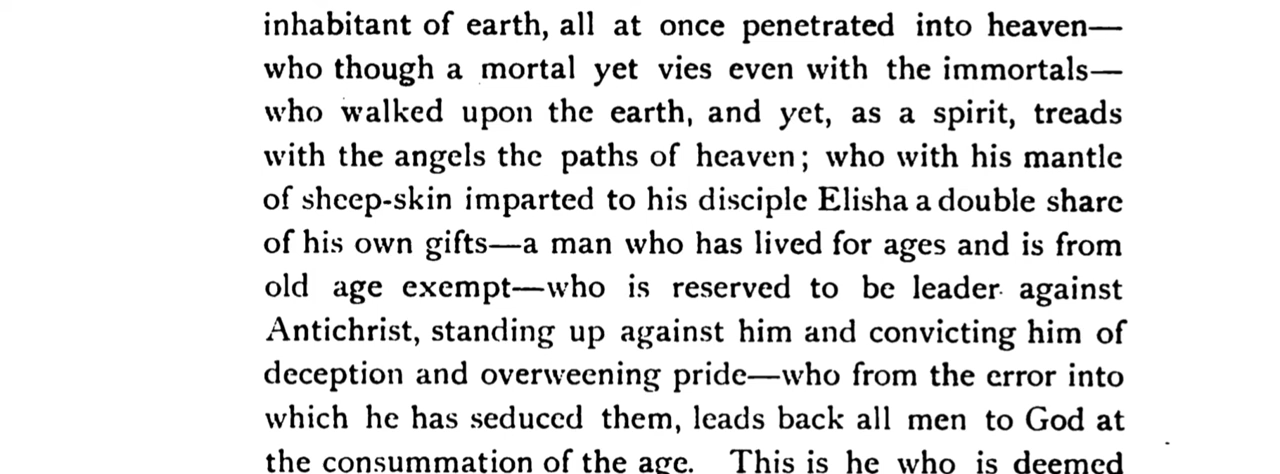 inhabitant of earth, all at once penetrated into heaven—
who though a mortal yet vies even with the immortals—
who walked upon the earth, and yet, as a spirit, treads
with the angels the paths of heaven; who with his mantle
of sheep-skin imparted to his disciple Elisha a double share
of his own gifts—a man who has lived for ages and is from
old age exempt—who is reserved to be leader against
Antichrist, standing up against him and convicting him of
deception and overweening pride—who from the error into
which he has seduced them, leads back all men to God at
the consummation of the age. This is he who is deemed